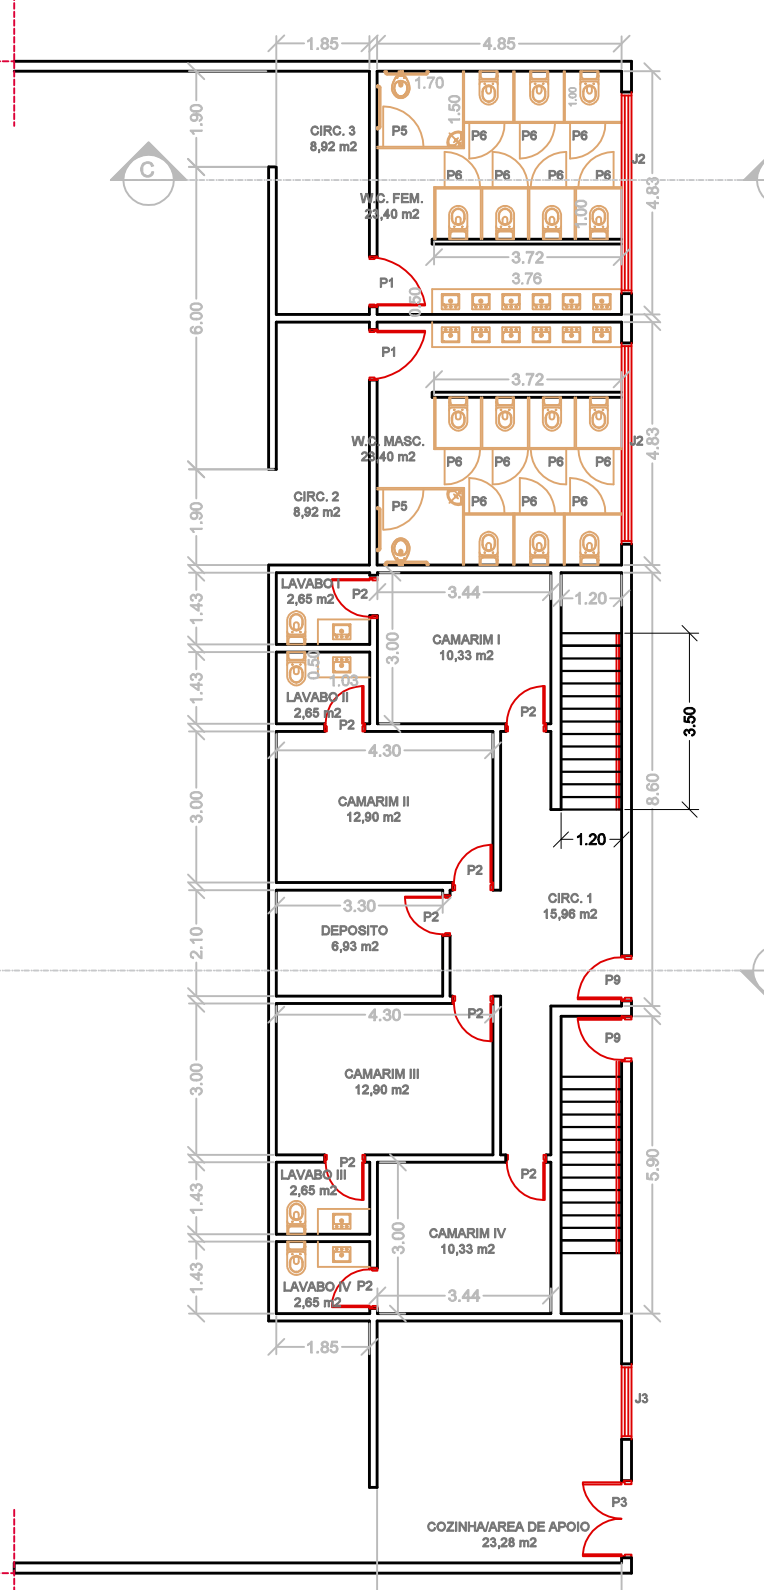 1.85
4.85
1.70
1.50
1.00
1.90
CIRC. 3
8,92 m2
P5
P6
P6
P6
J2
C
P6
P6
P6
P6
4.83
W.C. FEM.
23,40 m2
1.00
3.72
3.76
P1
0.50
6.00
P1
3.72
W.C. MASC.
23,40 m2
J2
4.83
P6
P6
P6
P6
CIRC. 2
8,92 m2
P5
P6
P6
P6
1.90
LAVABO I
2,65 m2
P2
3.44
1.20
1.43
3.00
CAMARIM I
10,33 m2
0.50
1.03
1.43
LAVABO II
2,65 m2
P2
P2
3.50
4.30
8.60
3.00
CAMARIM II
12,90 m2
1.20
P2
3.30
P2
CIRC. 1
15,96 m2
DEPOSITO
6,93 m2
2.10
P9
4.30
P2
P9
3.00
CAMARIM III
12,90 m2
P2
P2
LAVABO III
2,65 m2
5.90
1.43
3.00
CAMARIM IV
10,33 m2
1.43
LAVABO IV
2,65 m2
P2
3.44
1.85
J3
P3
COZINHA/AREA DE APOIO
23,28 m2